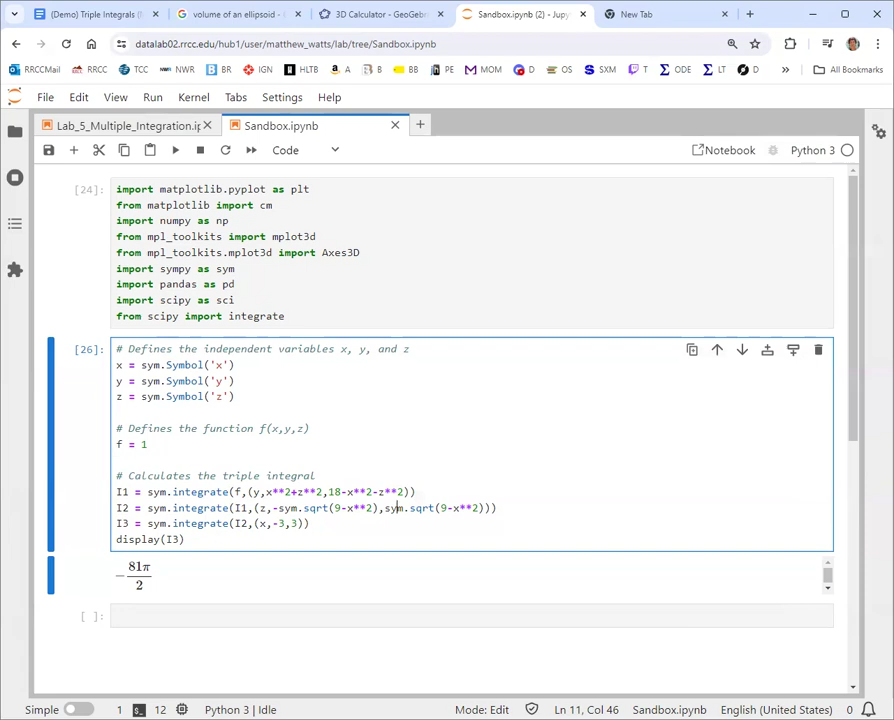 (Demo) Triple Integrals (M
volume of an ellipsoid -
3D Calculator - GeoGebr
Sandbox.ipynb (2) - Jupy
New Tab
datalab02.rrcc.edu/hub1/user/matthew_watts/lab/tree/Sandbox.ipynb
RRCCMail
RRCC
TCC
NWR
BR
IGN
HLTB
A
B
BB
PE
MOM
D
OS
SXM
T
ODE
LT
D
All Bookmarks
File Edit View Run Kernel Tabs Settings Help
Lab_5_Multiple_Integration.ip
Sandbox.ipynb
Code
Notebook
Python 3
[24]:
import matplotlib.pyplot as plt
from matplotlib import cm
import numpy as np
from mpl_toolkits import mplot3d
from mpl_toolkits.mplot3d import Axes3D
import sympy as sym
import pandas as pd
import scipy as sci
from scipy import integrate
[26]:
# Defines the independent variables x, y, and z
x = sym.Symbol('x')
y = sym.Symbol('y')
z = sym.Symbol('z')
# Defines the function f(x,y,z)
f = 1
# Calculates the triple integral
I1 = sym.integrate(f,(y,x**2+z**2,18-x**2-z**2))
I2 = sym.integrate(I1,(z,-sym.sqrt(9-x**2),sym.sqrt(9-x**2)))
I3 = sym.integrate(I2,(x,-3,3))
display(I3)
−81π/2
[ ]:
Simple 1 12 Python 3 | Idle Mode: Edit Ln 11, Col 46 Sandbox.ipynb English (United States) 0